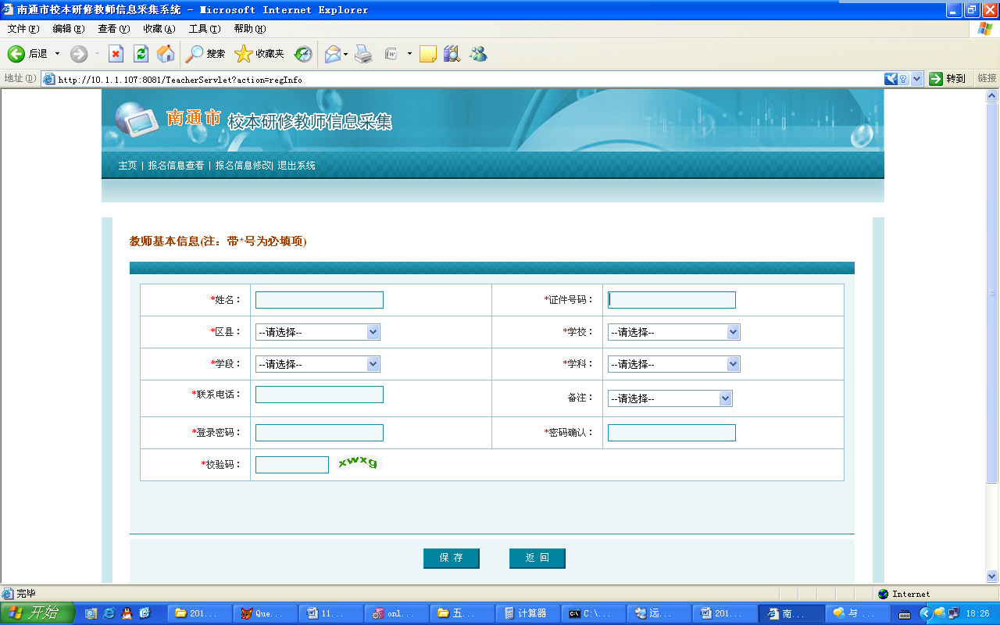 南通市校本研修教师信息采集系统 - Microsoft Internet Explorer
文件(F) 编辑(E) 查看(V) 收藏(A) 工具(T) 帮助(H)
后退 搜索 收藏夹
地址(D) http://10.1.1.107:8081/TeacherServlet?action=regInfo 转到 链接
南通市 校本研修教师信息采集
主页 | 报名信息查看 | 报名信息修改| 退出系统
教师基本信息(注：带*号为必填项)
*姓名： *证件号码：
*区县： --请选择-- *学校： --请选择--
*学段： --请选择-- *学科： --请选择--
*联系电话： 备注： --请选择--
*登录密码： *密码确认：
*校验码： xwxg
保 存 返 回
完毕 Internet
开始 201... Que... 11... onl... 五... 计算器 C:\... 远... 201... 南... 与 ... 18:26